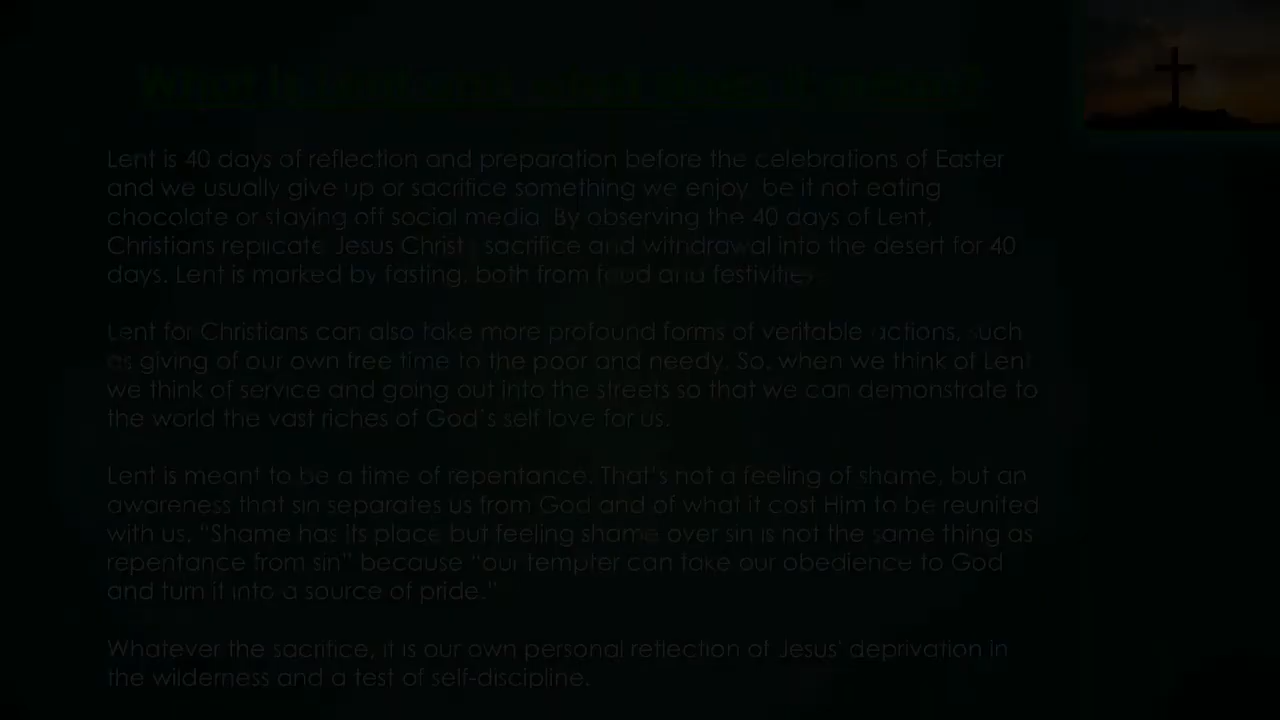 What is Lent and what does it mean?
Lent is 40 days of reflection and preparation before the celebrations of Easter
and we usually give up or sacrifice something we enjoy, be it not eating
chocolate or staying off social media. By observing the 40 days of Lent,
Christians replicate Jesus Christ's sacrifice and withdrawal into the desert for 40
days. Lent is marked by fasting, both from food and festivities.
Lent for Christians can also take more profound forms of veritable actions, such
as giving of our own free time to the poor and needy. So, when we think of Lent
we think of service and going out into the streets so that we can demonstrate to
the world the vast riches of God's self love for us.
Lent is meant to be a time of repentance. That's not a feeling of shame, but an
awareness that sin separates us from God and of what it cost Him to be reunited
with us. "Shame has its place but feeling shame over sin is not the same thing as
repentance from sin" because "our tempter can take our obedience to God
and turn it into a source of pride."
Whatever the sacrifice, it is our own personal reflection of Jesus' deprivation in
the wilderness and a test of self-discipline.